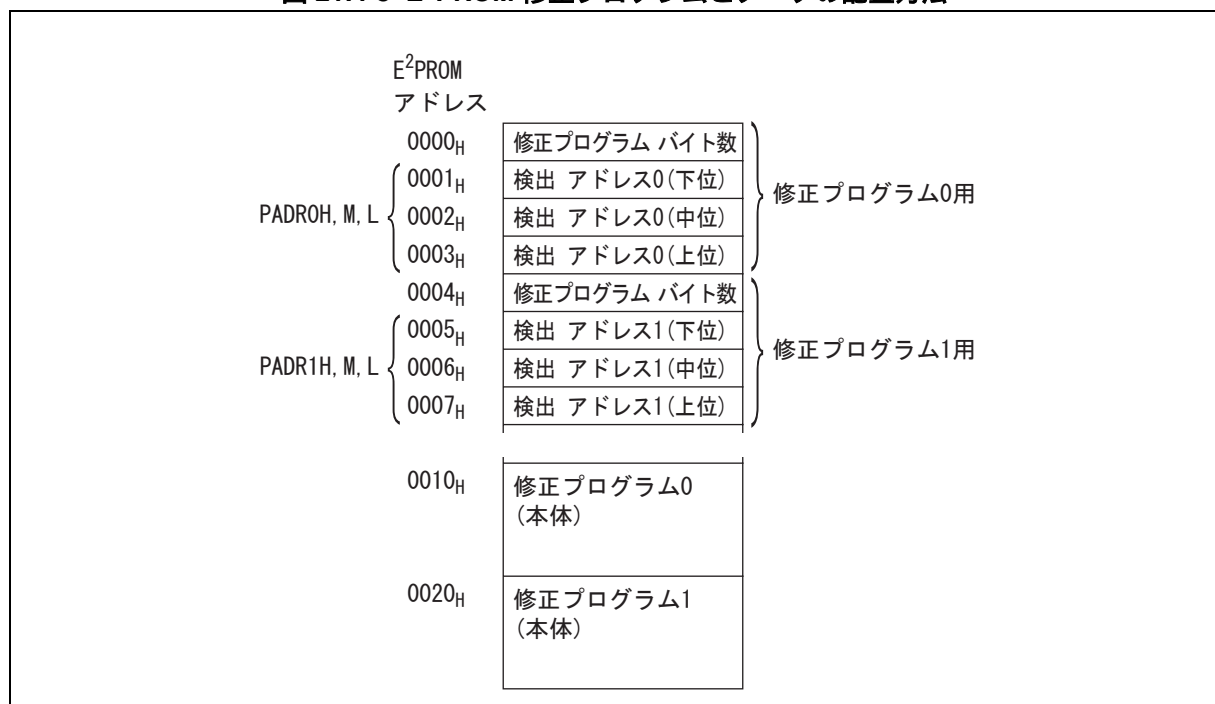 E²PROM
アドレス
0000H 修正プログラム バイト数
0001H 検出 アドレス0(下位)
PADR0H, M, L 0002H 検出 アドレス0(中位) 修正プログラム0用
0003H 検出 アドレス0(上位)
0004H 修正プログラム バイト数
0005H 検出 アドレス1(下位)
PADR1H, M, L 0006H 検出 アドレス1(中位) 修正プログラム1用
0007H 検出 アドレス1(上位)
0010H 修正プログラム0
(本体)
0020H 修正プログラム1
(本体)